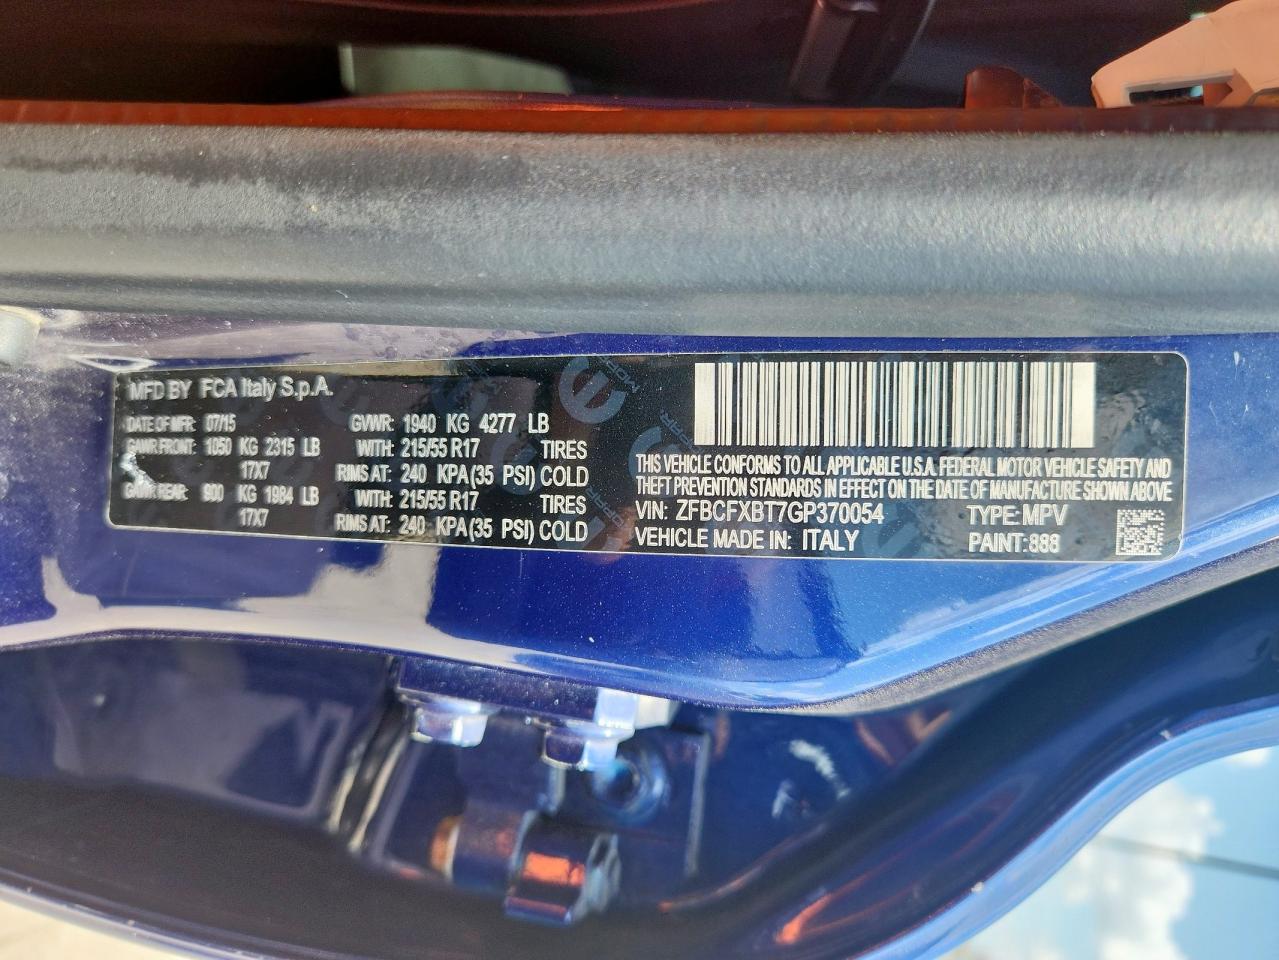 MFD BY FCA Italy S.p.A.
DATE OF MFR: 07/15 GVWR: 1940 KG 4277 LB
GAWR FRONT: 1050 KG 2315 LB WITH: 215/55 R17 TIRES
17X7 RIMS AT: 240 KPA (35 PSI) COLD
GAWR REAR: 900 KG 1984 LB WITH: 215/55 R17 TIRES
17X7 RIMS AT: 240 KPA (35 PSI) COLD
THIS VEHICLE CONFORMS TO ALL APPLICABLE U.S.A. FEDERAL MOTOR VEHICLE SAFETY AND
THEFT PREVENTION STANDARDS IN EFFECT ON THE DATE OF MANUFACTURE SHOWN ABOVE
VIN: ZFBCFXBT7GP370054 TYPE: MPV
VEHICLE MADE IN: ITALY PAINT: 888
MOPAR